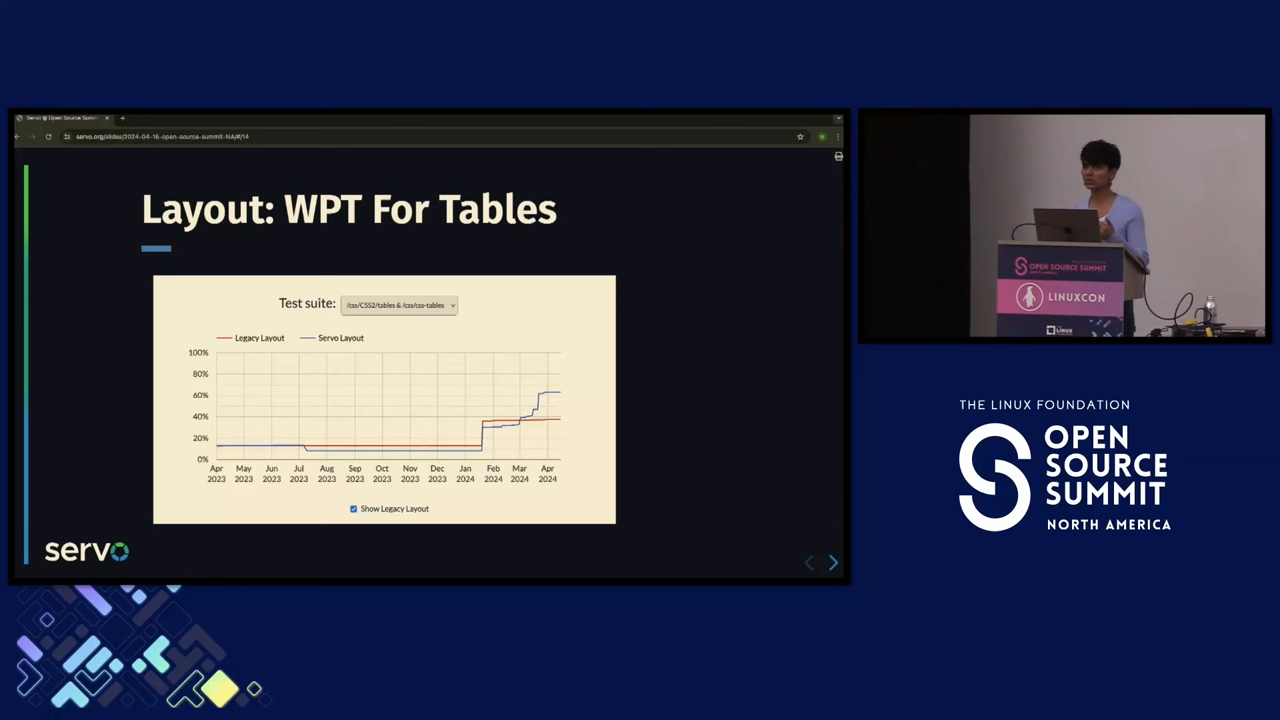 Servo @ Open Source Summ
servo.org/slides/2024-04-16-open-source-summit-NA/#/14
Layout: WPT For Tables
Test suite: /css/CSS2/tables & /css/css-tables
Legacy Layout Servo Layout
100%
80%
60%
40%
20%
0%
Apr 2023 May 2023 Jun 2023 Jul 2023 Aug 2023 Sep 2023 Oct 2023 Nov 2023 Dec 2023 Jan 2024 Feb 2024 Mar 2024 Apr 2024
Show Legacy Layout
servo
OPEN SOURCE SUMMIT
LINUXCON
LINUX
THE LINUX FOUNDATION
OPEN
SOURCE
SUMMIT
NORTH AMERICA